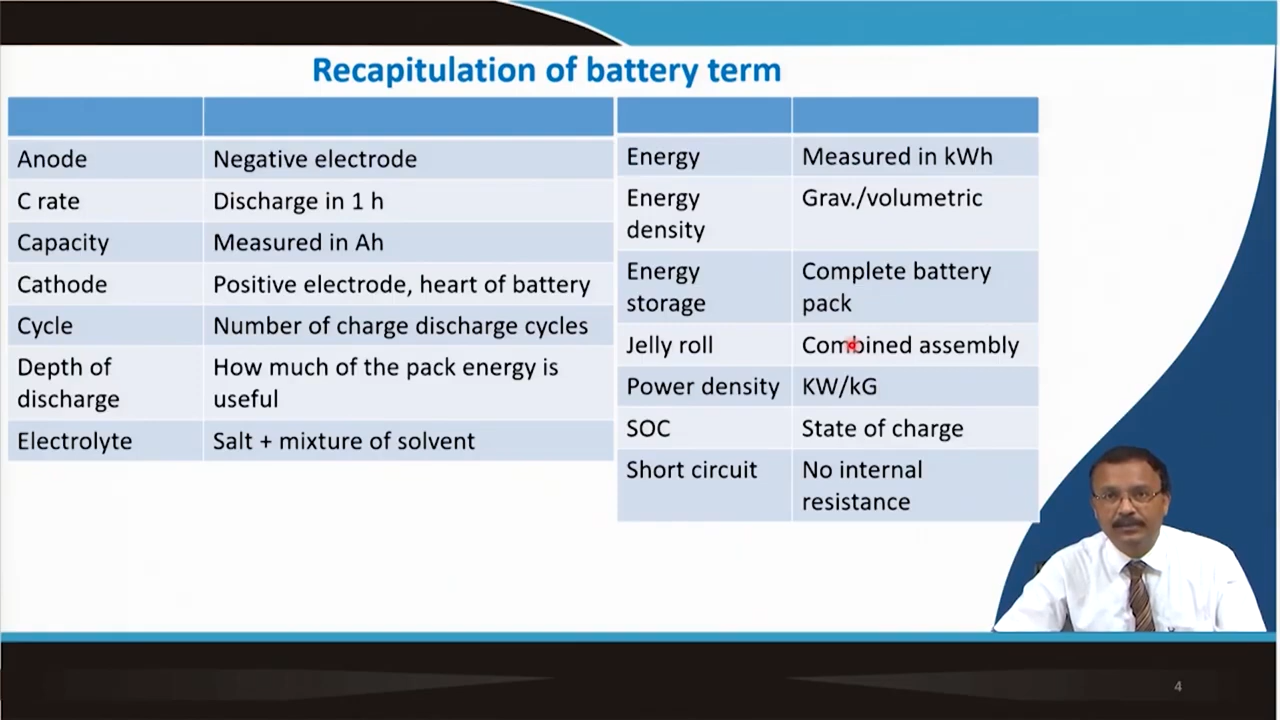 Recapitulation of battery term
Anode Negative electrode
C rate Discharge in 1 h
Capacity Measured in Ah
Cathode Positive electrode, heart of battery
Cycle Number of charge discharge cycles
Depth of How much of the pack energy is
discharge useful
Electrolyte Salt + mixture of solvent
Energy Measured in kWh
Energy Grav./volumetric
density
Energy Complete battery
storage pack
Jelly roll Combined assembly
Power density KW/kG
SOC State of charge
Short circuit No internal
resistance
4